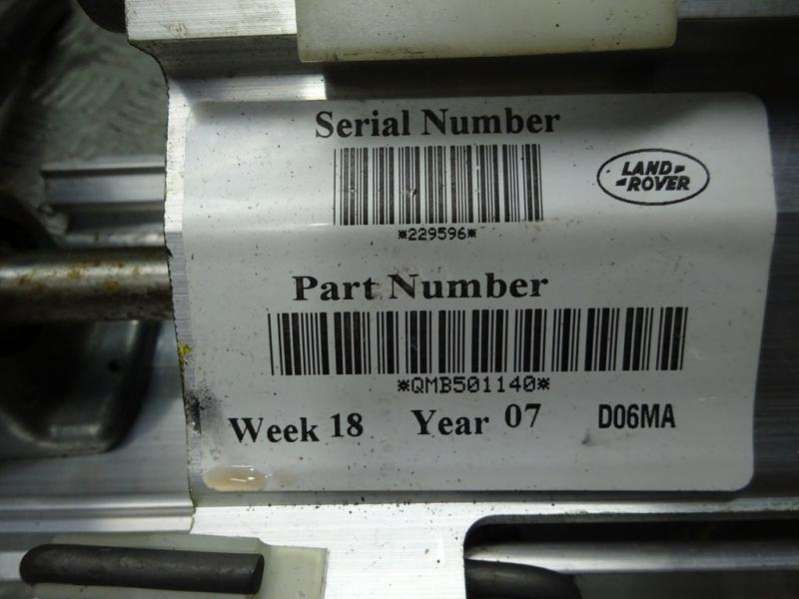 Serial Number
LAND-
-ROVER
*229596*
Part Number
*QMB501140*
Week 18 Year 07 D06MA